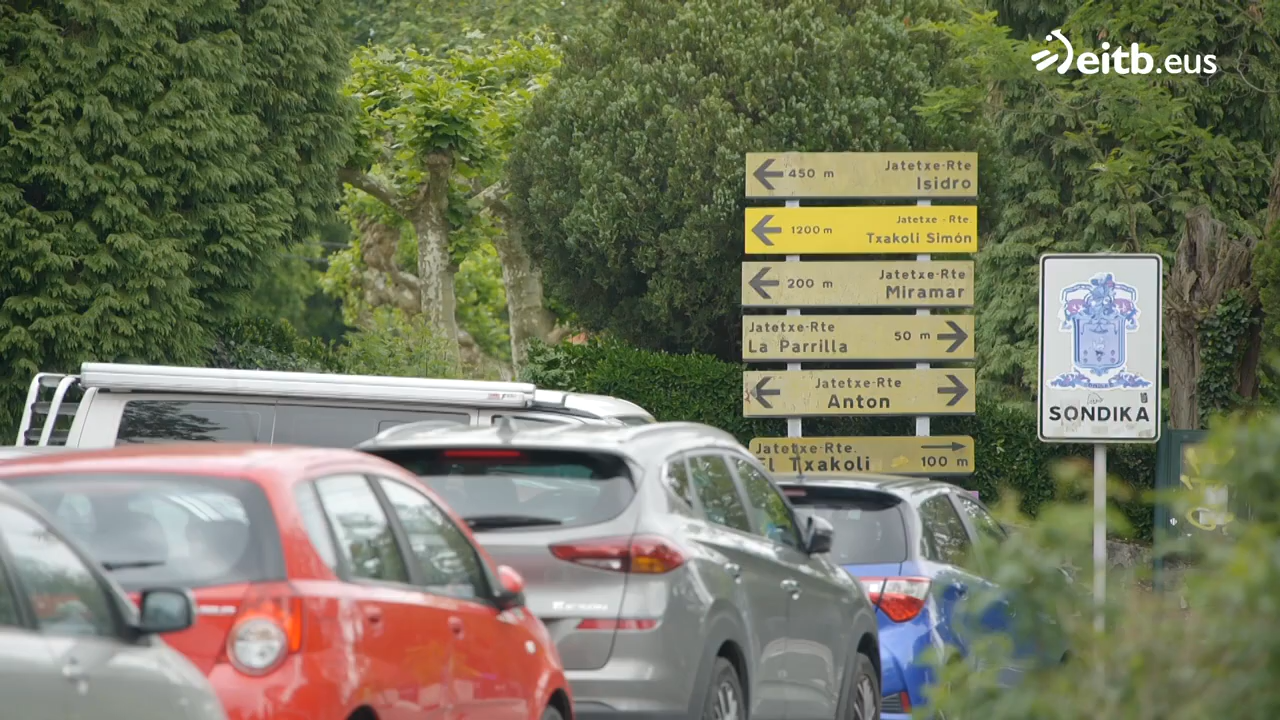 eitb.eus
450 m Jatetxe-Rte
Isidro
Jatetxe - Rte.
1200 m Txakoli Simón
Jatetxe-Rte
200 m Miramar
Jatetxe-Rte
La Parrilla 50 m
Jatetxe-Rte
Anton
Jatetxe-Rte.
El Txakoli 100 m
SONDIKA